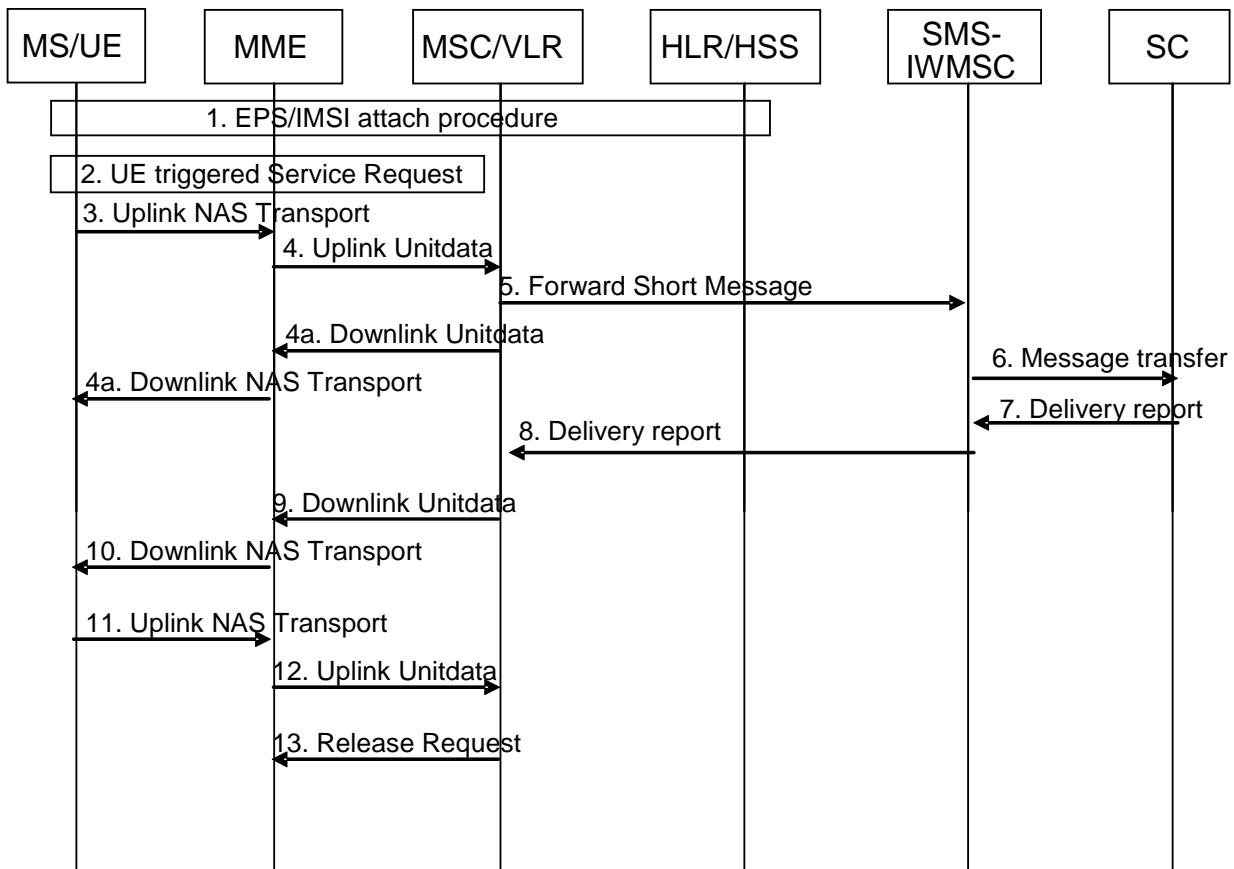 MS/UE
MME
MSC/VLR
HLR/HSS
SMS-
IWMSC
SC
1. EPS/IMSI attach procedure
2. UE triggered Service Request
3. Uplink NAS Transport
4. Uplink Unitdata
5. Forward Short Message
4a. Downlink Unitdata
6. Message transfer
4a. Downlink NAS Transport
7. Delivery report
8. Delivery report
9. Downlink Unitdata
10. Downlink NAS Transport
11. Uplink NAS Transport
12. Uplink Unitdata
13. Release Request